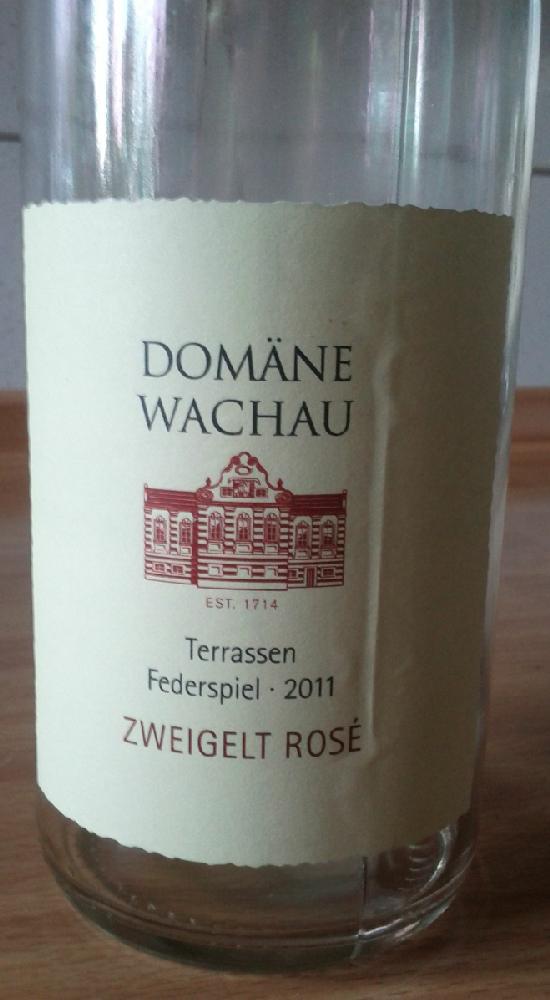 DOMÄNE
WACHAU
EST. 1714
Terrassen
Federspiel · 2011
ZWEIGELT ROSÉ